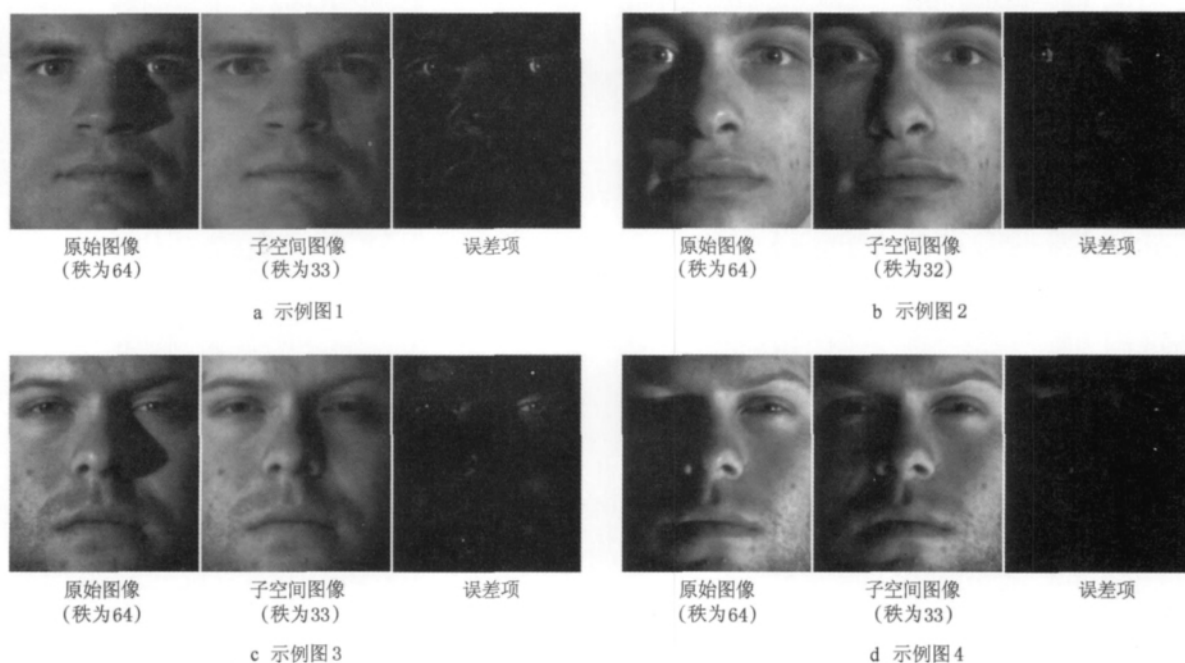 原始图像 子空间图像 误差项 原始图像 子空间图像 误差项
(秩为64) (秩为33) (秩为64) (秩为32)
a 示例图1 b 示例图2
原始图像 子空间图像 误差项 原始图像 子空间图像 误差项
(秩为64) (秩为33) (秩为64) (秩为33)
c 示例图3 d 示例图4